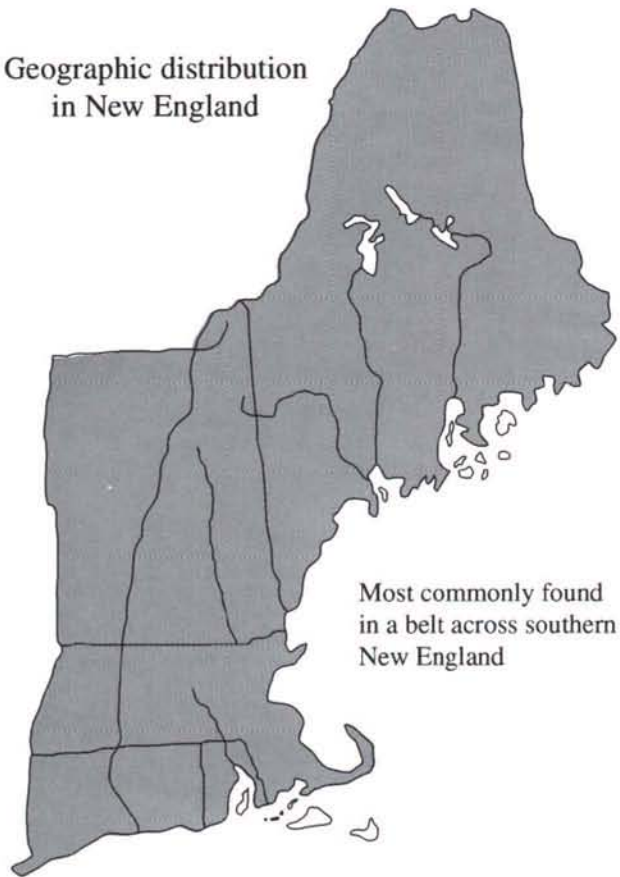 Geographic distribution
in New England
Most commonly found
in a belt across southern
New England